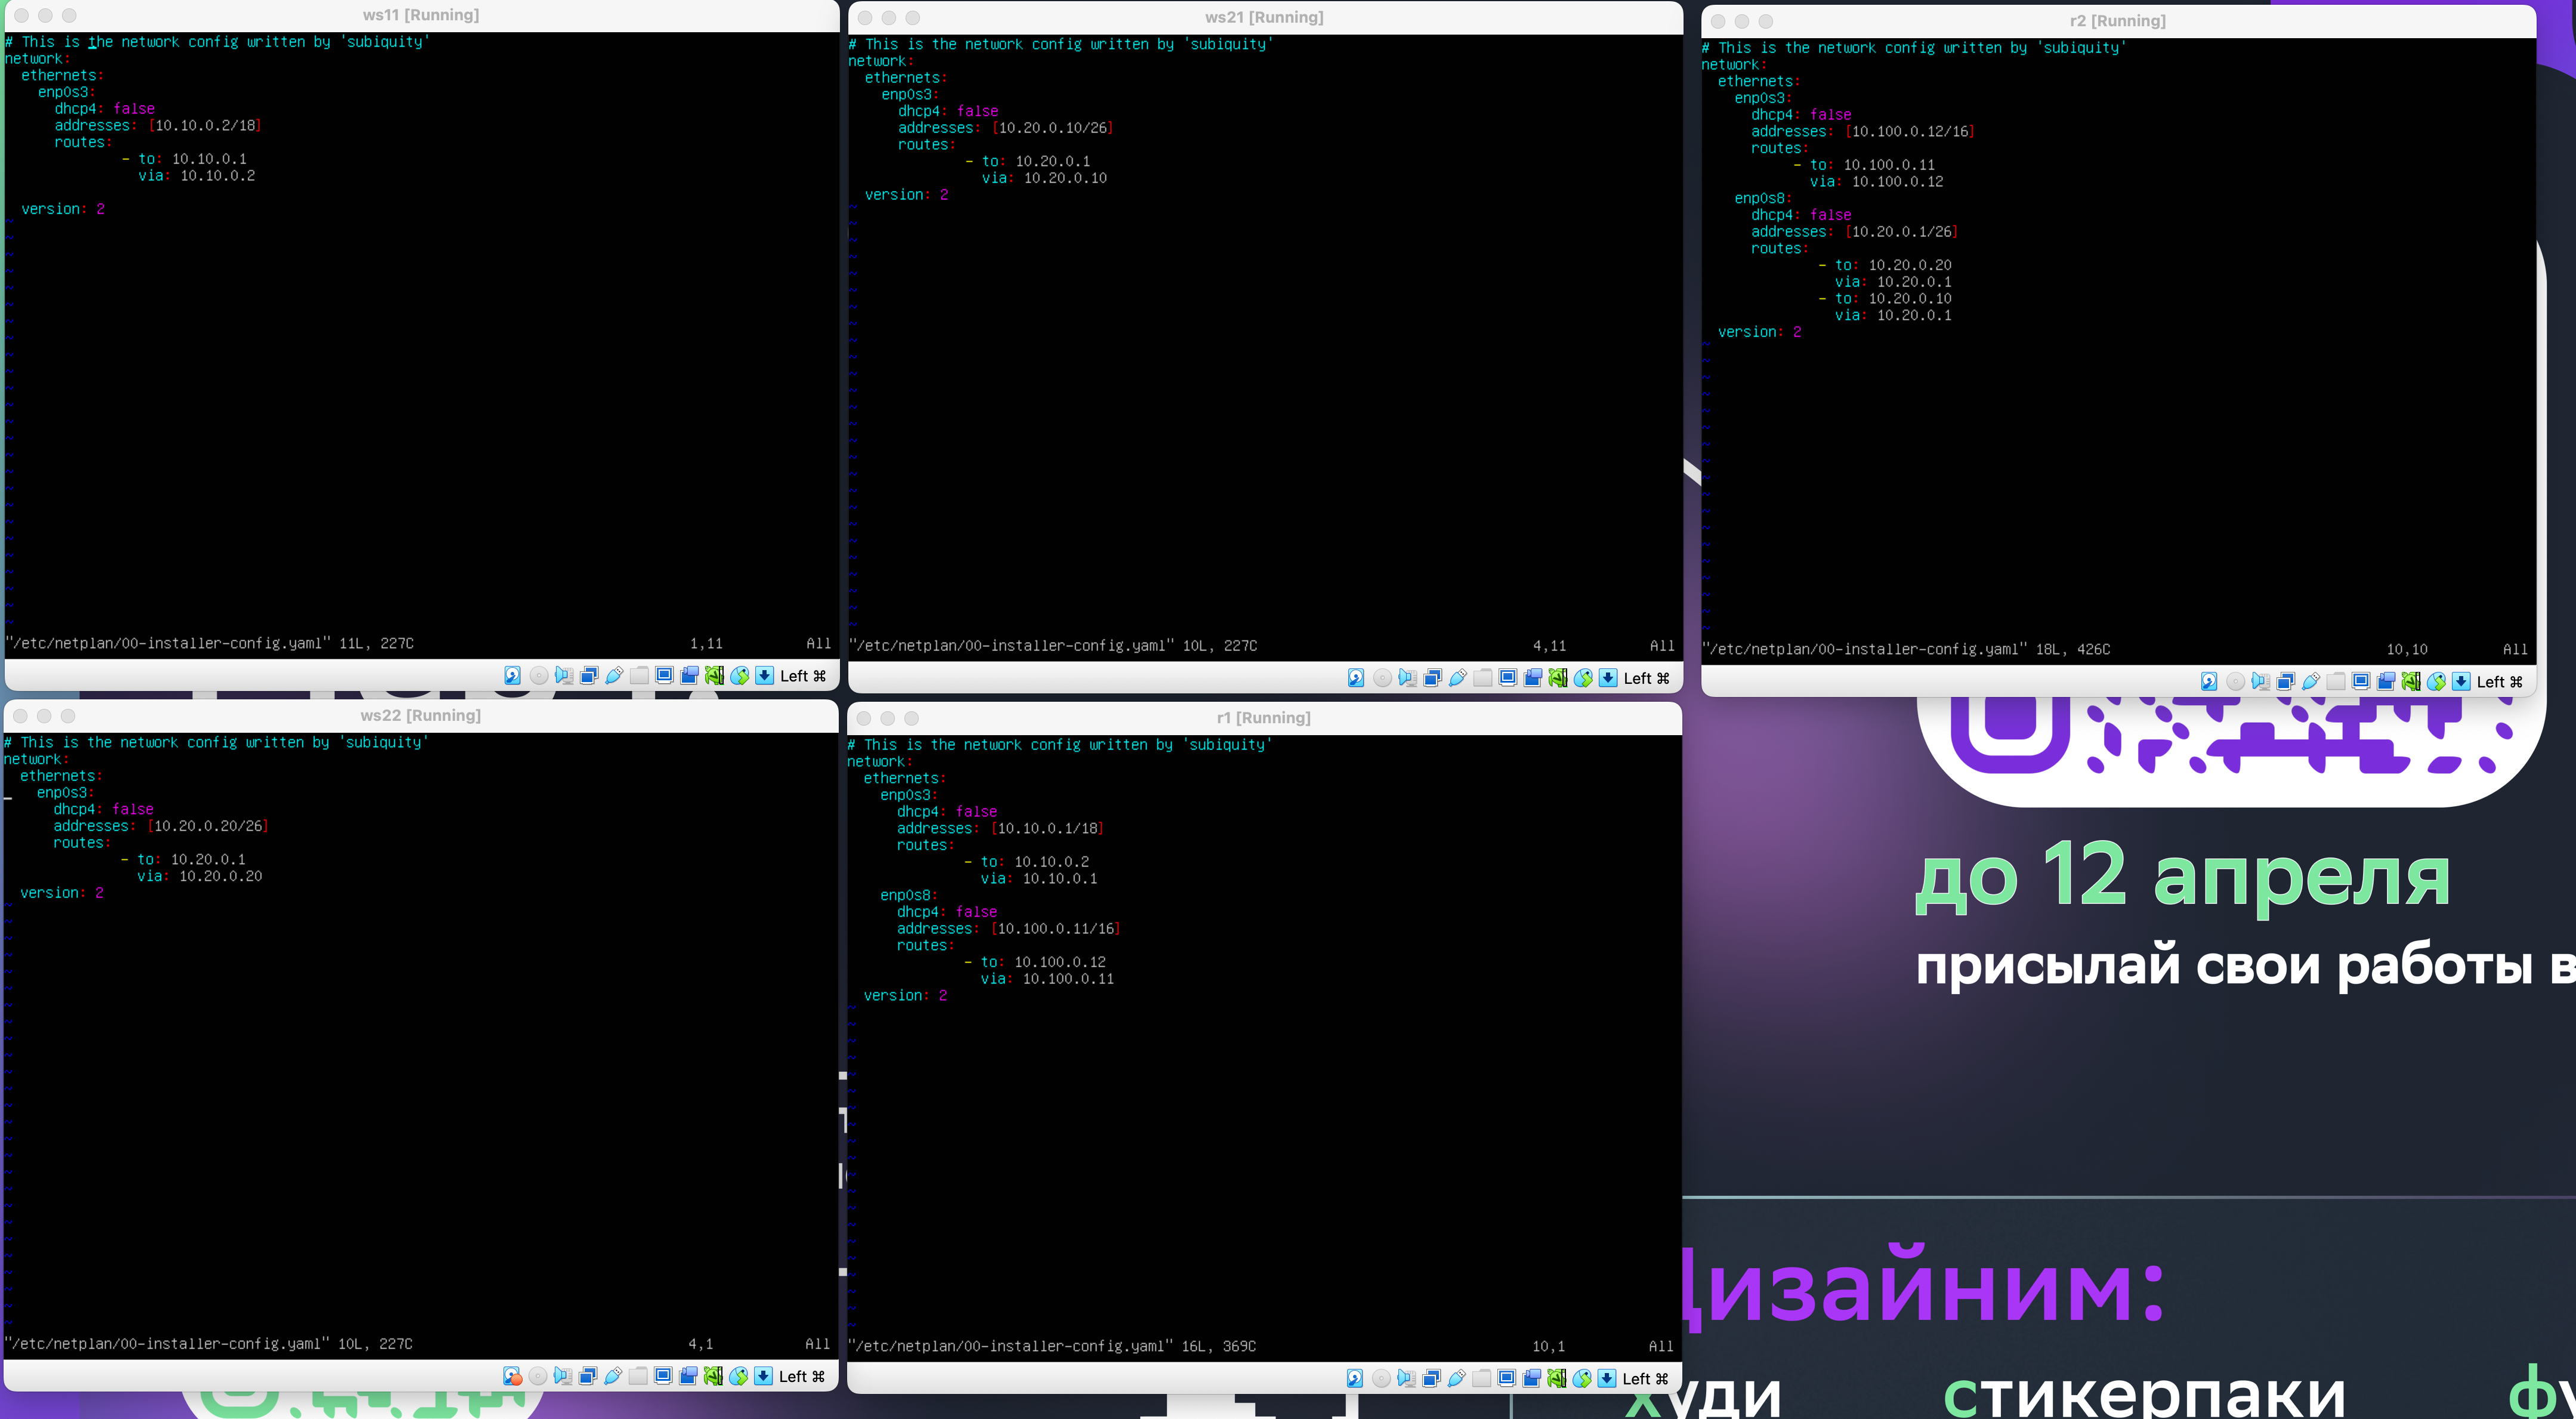 ws11 [Running]
# This is the network config written by 'subiquity'
network:
  ethernets:
    enp0s3:
      dhcp4: false
      addresses: [10.10.0.2/18]
      routes:
              - to: 10.10.0.1
                via: 10.10.0.2
  version: 2
"/etc/netplan/00-installer-config.yaml" 11L, 227C 1,11 All
Left ⌘
ws21 [Running]
# This is the network config written by 'subiquity'
network:
  ethernets:
    enp0s3:
      dhcp4: false
      addresses: [10.20.0.10/26]
      routes:
              - to: 10.20.0.1
                via: 10.20.0.10
  version: 2
"/etc/netplan/00-installer-config.yaml" 10L, 227C 4,11 All
Left ⌘
r2 [Running]
# This is the network config written by 'subiquity'
network:
  ethernets:
    enp0s3:
      dhcp4: false
      addresses: [10.100.0.12/16]
      routes:
           - to: 10.100.0.11
             via: 10.100.0.12
    enp0s8:
      dhcp4: false
      addresses: [10.20.0.1/26]
      routes:
              - to: 10.20.0.20
                via: 10.20.0.1
              - to: 10.20.0.10
                via: 10.20.0.1
  version: 2
"/etc/netplan/00-installer-config.yaml" 18L, 426C 10,10 All
Left ⌘
ws22 [Running]
# This is the network config written by 'subiquity'
network:
  ethernets:
    enp0s3:
      dhcp4: false
      addresses: [10.20.0.20/26]
      routes:
              - to: 10.20.0.1
                via: 10.20.0.20
  version: 2
"/etc/netplan/00-installer-config.yaml" 10L, 227C 4,1 All
Left ⌘
r1 [Running]
# This is the network config written by 'subiquity'
network:
  ethernets:
    enp0s3:
      dhcp4: false
      addresses: [10.10.0.1/18]
      routes:
              - to: 10.10.0.2
                via: 10.10.0.1
    enp0s8:
      dhcp4: false
      addresses: [10.100.0.11/16]
      routes:
              - to: 10.100.0.12
                via: 10.100.0.11
  version: 2
"/etc/netplan/00-installer-config.yaml" 16L, 369C 10,1 All
Left ⌘
до 12 апреля
присылай свои работы в
Дизайним:
худи стикерпаки